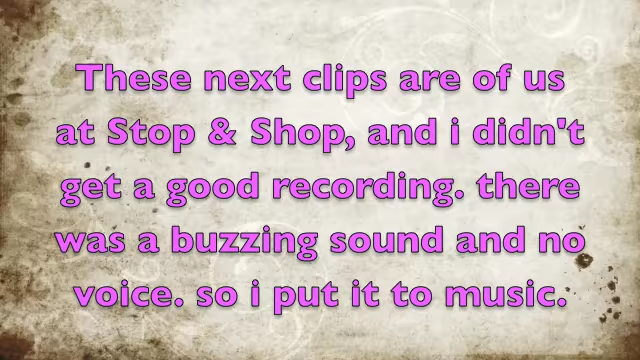 These next clips are of us
at Stop & Shop, and i didn't
get a good recording. there
was a buzzing sound and no
voice. so i put it to music.